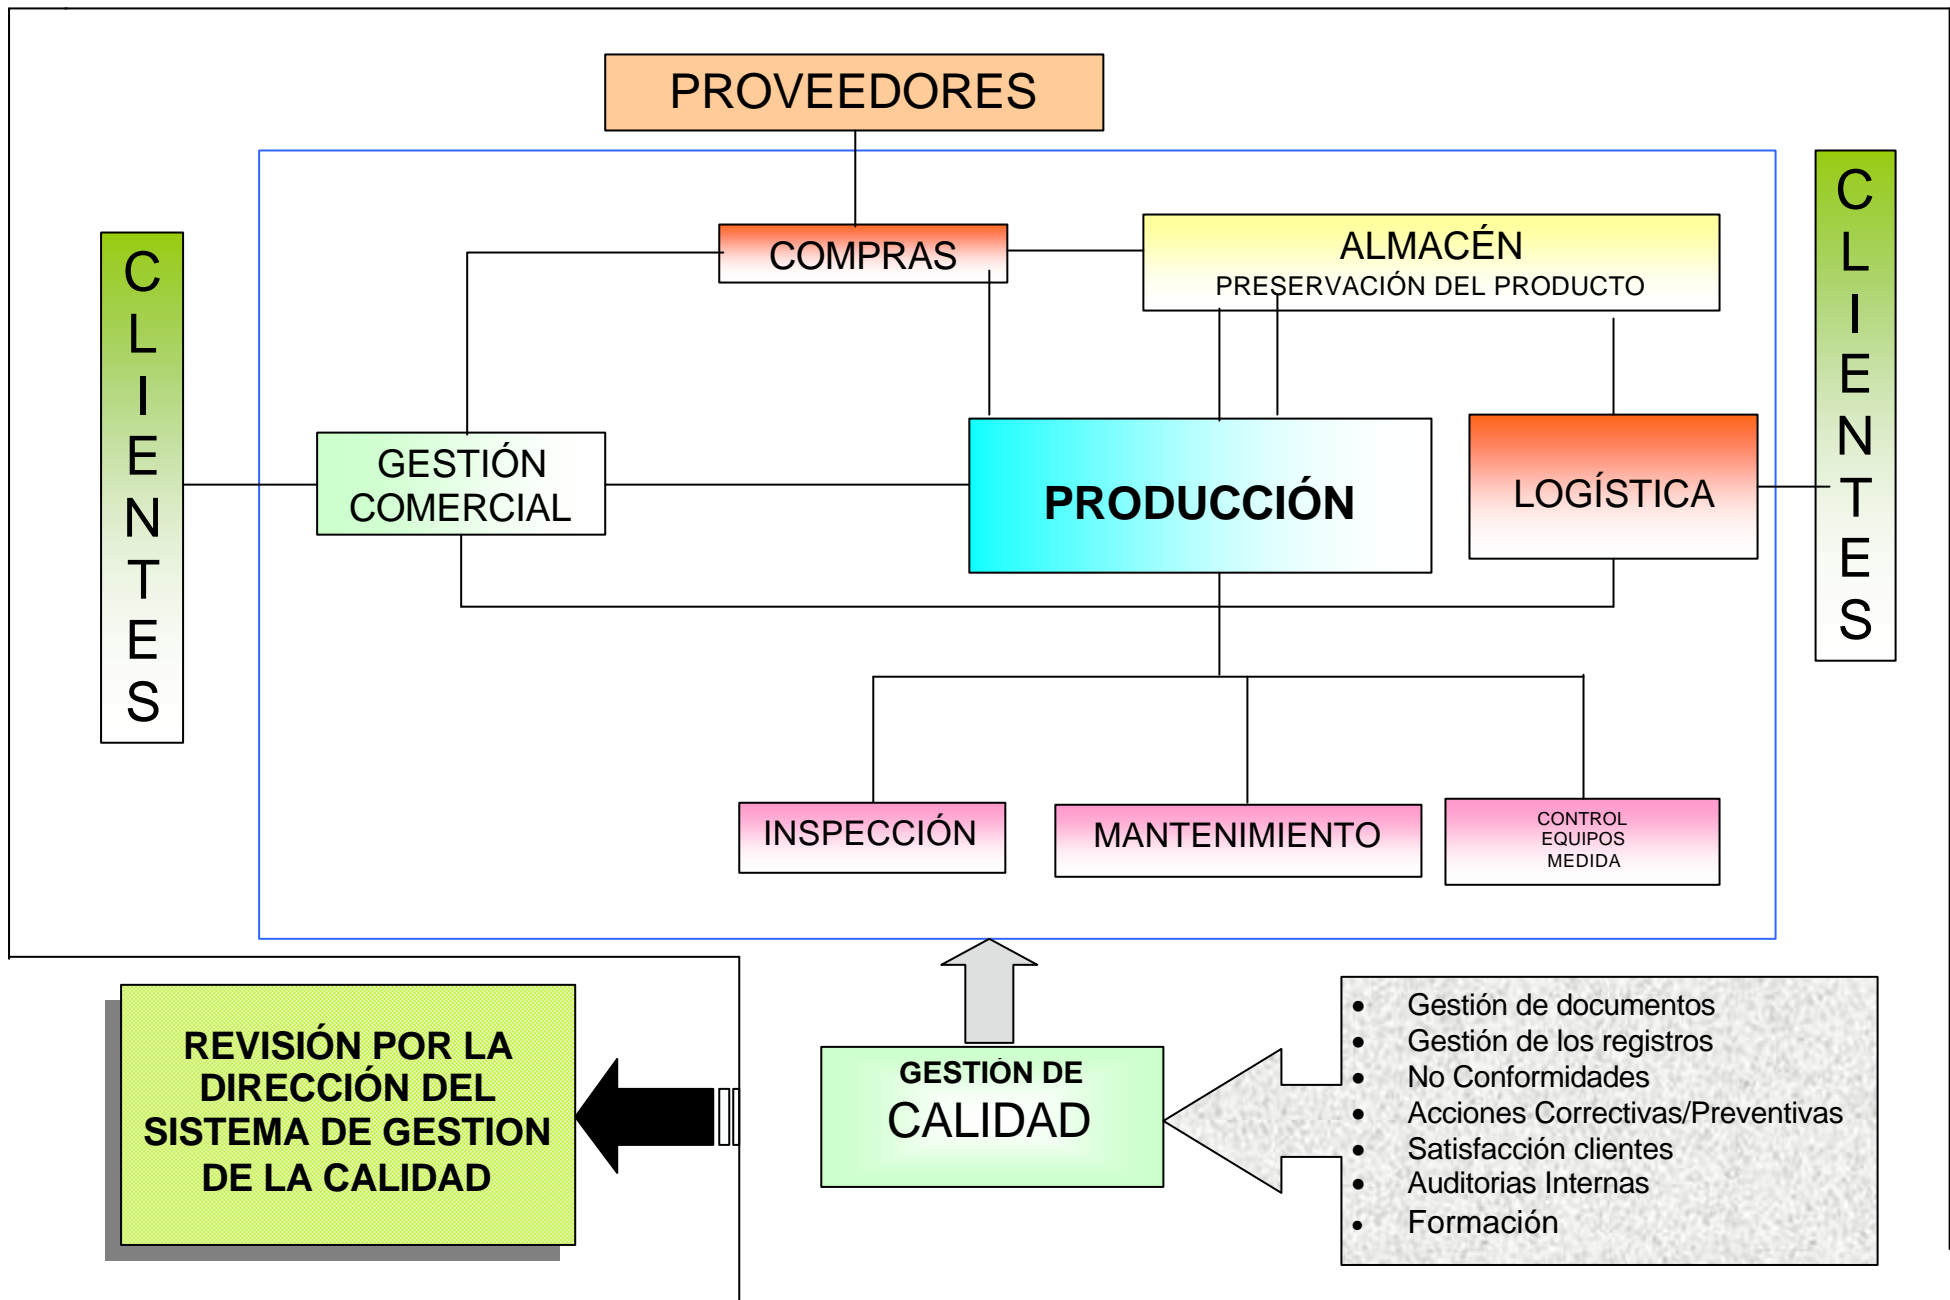 PROVEEDORES
COMPRAS
ALMACÉN
PRESERVACIÓN DEL PRODUCTO
CLIENTES
CLIENTES
GESTIÓN
COMERCIAL
PRODUCCIÓN
LOGÍSTICA
INSPECCIÓN
MANTENIMIENTO
CONTROL
EQUIPOS
MEDIDA
REVISIÓN POR LA
DIRECCIÓN DEL
SISTEMA DE GESTION
DE LA CALIDAD
GESTIÓN DE
CALIDAD
• Gestión de documentos
• Gestión de los registros
• No Conformidades
• Acciones Correctivas/Preventivas
• Satisfacción clientes
• Auditorias Internas
• Formación